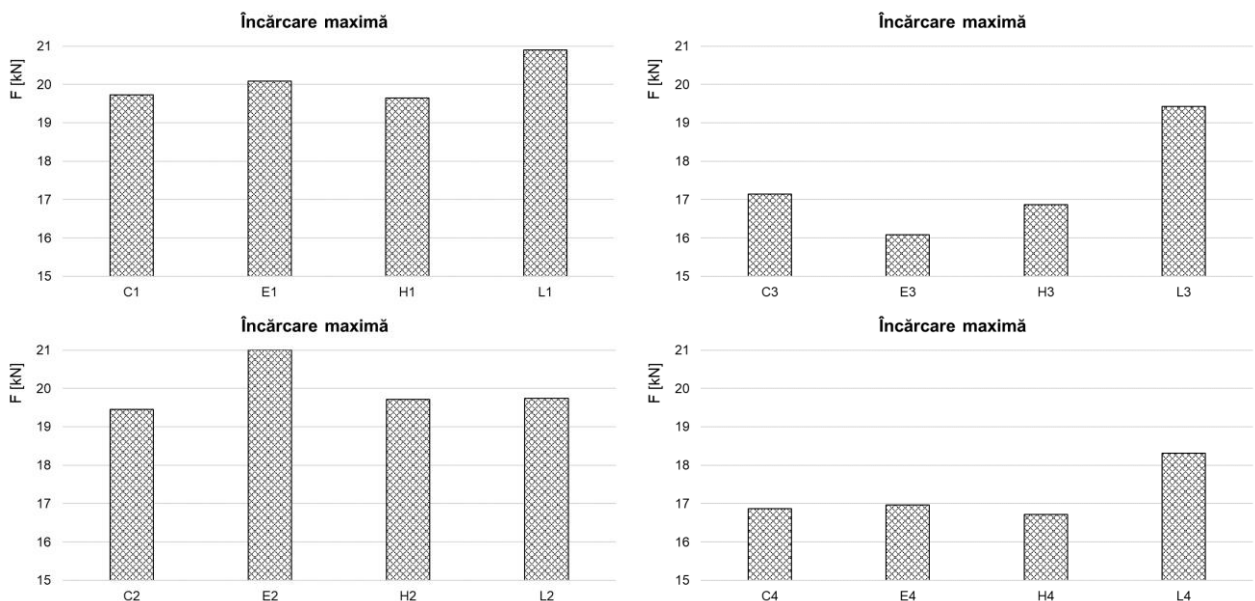 Încărcare maximă
F [kN]
21
20
19
18
17
16
15
C1 E1 H1 L1
Încărcare maximă
F [kN]
21
20
19
18
17
16
15
C3 E3 H3 L3
Încărcare maximă
F [kN]
21
20
19
18
17
16
15
C2 E2 H2 L2
Încărcare maximă
F [kN]
21
20
19
18
17
16
15
C4 E4 H4 L4